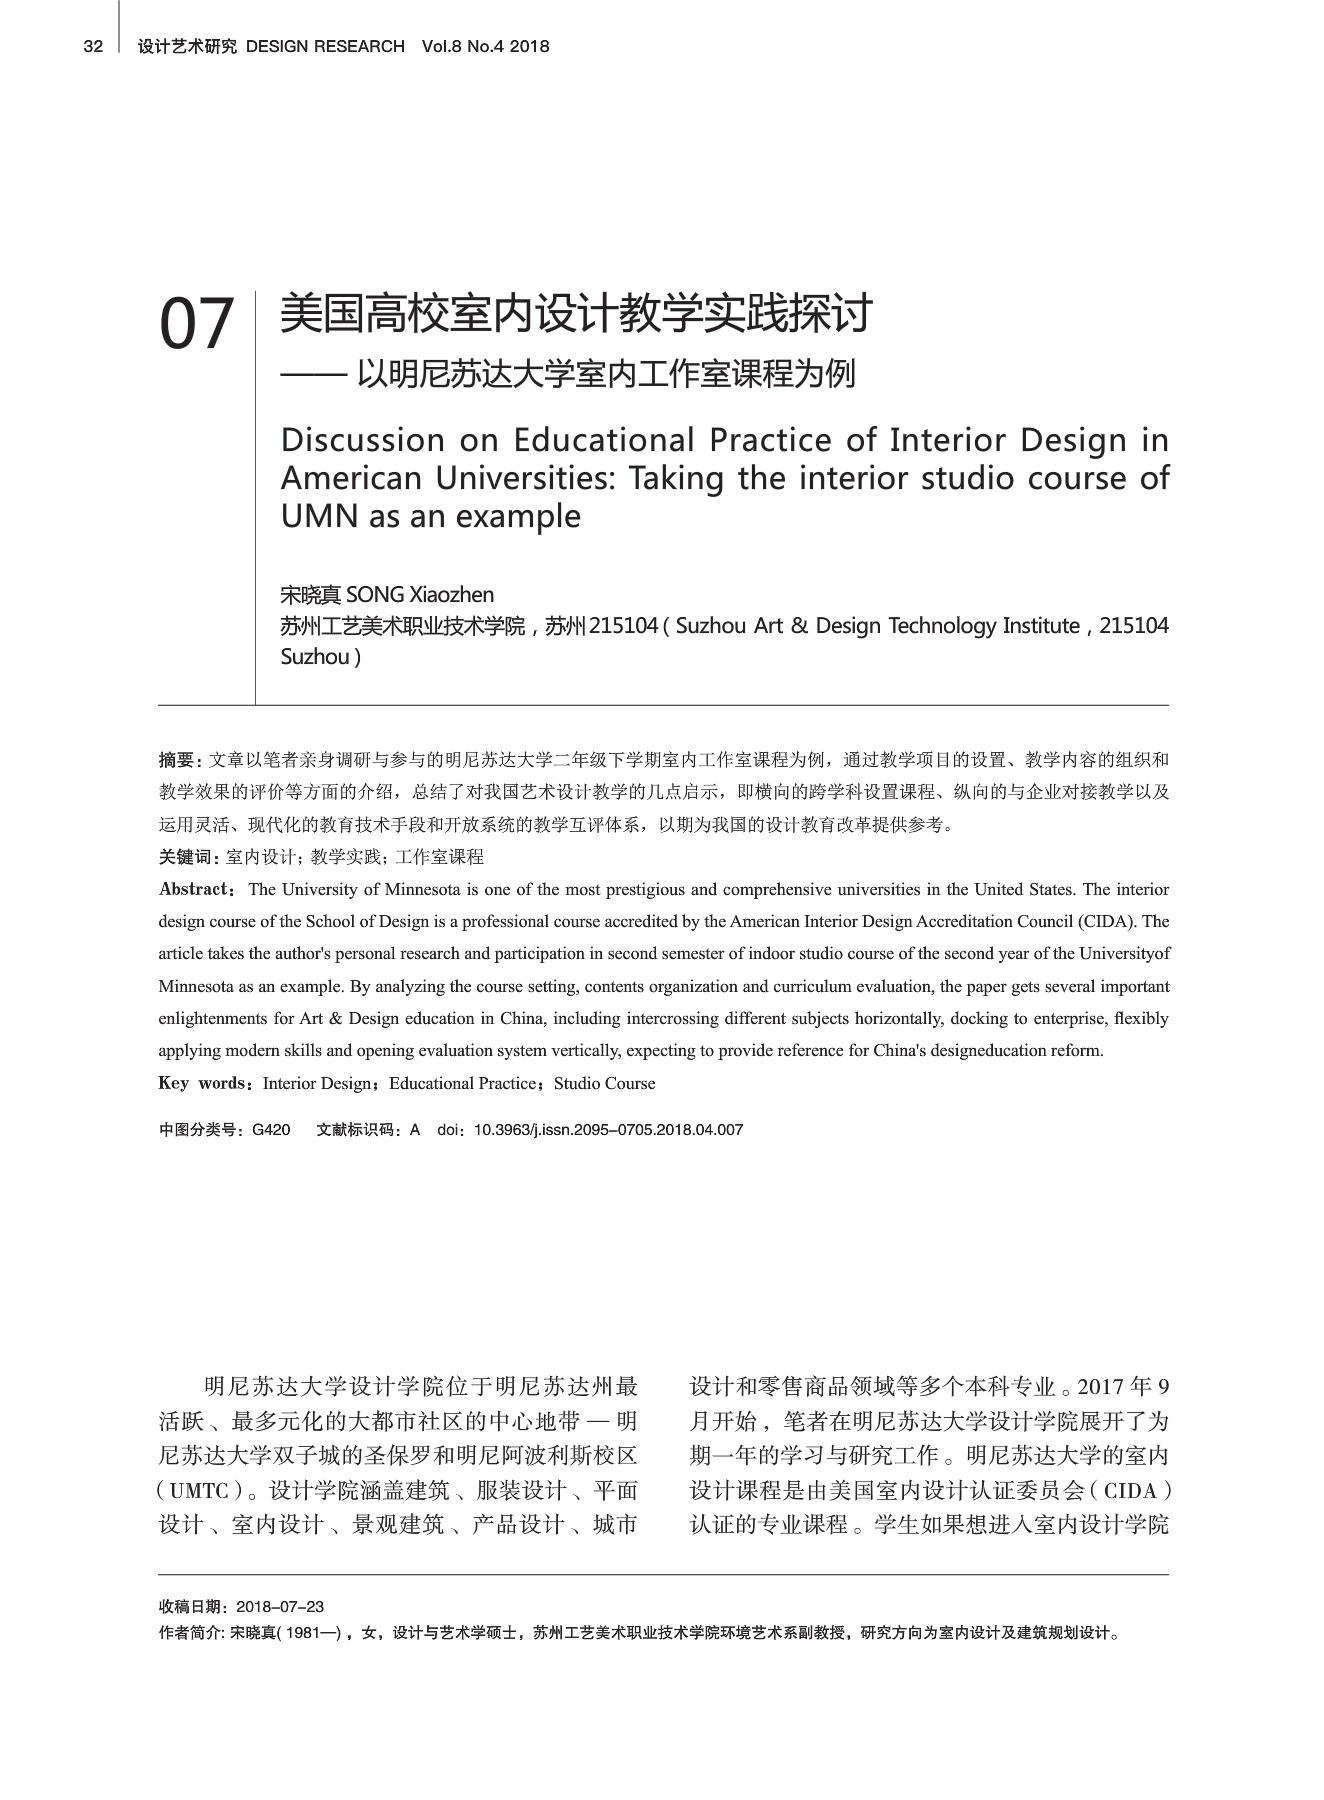 32 设计艺术研究 DESIGN RESEARCH Vol.8 No.4 2018
07
美国高校室内设计教学实践探讨
—— 以明尼苏达大学室内工作室课程为例
Discussion on Educational Practice of Interior Design in
American Universities: Taking the interior studio course of
UMN as an example
宋晓真 SONG Xiaozhen
苏州工艺美术职业技术学院，苏州 215104（ Suzhou Art & Design Technology Institute，215104
Suzhou）
摘要：文章以笔者亲身调研与参与的明尼苏达大学二年级下学期室内工作室课程为例，通过教学项目的设置、教学内容的组织和
教学效果的评价等方面的介绍，总结了对我国艺术设计教学的几点启示，即横向的跨学科设置课程、纵向的与企业对接教学以及
运用灵活、现代化的教育技术手段和开放系统的教学互评体系，以期为我国的设计教育改革提供参考。
关键词：室内设计；教学实践；工作室课程
Abstract： The University of Minnesota is one of the most prestigious and comprehensive universities in the United States. The interior
design course of the School of Design is a professional course accredited by the American Interior Design Accreditation Council (CIDA). The
article takes the author's personal research and participation in second semester of indoor studio course of the second year of the Universityof
Minnesota as an example. By analyzing the course setting, contents organization and curriculum evaluation, the paper gets several important
enlightenments for Art & Design education in China, including intercrossing different subjects horizontally, docking to enterprise, flexibly
applying modern skills and opening evaluation system vertically, expecting to provide reference for China's designeducation reform.
Key words：Interior Design；Educational Practice；Studio Course
中图分类号：G420 文献标识码：A doi：10.3963/j.issn.2095–0705.2018.04.007
明尼苏达大学设计学院位于明尼苏达州最
活跃、最多元化的大都市社区的中心地带 — 明
尼苏达大学双子城的圣保罗和明尼阿波利斯校区
（UMTC）。设计学院涵盖建筑、服装设计、平面
设计、室内设计、景观建筑、产品设计、城市
设计和零售商品领域等多个本科专业。2017 年 9
月开始，笔者在明尼苏达大学设计学院展开了为
期一年的学习与研究工作。明尼苏达大学的室内
设计课程是由美国室内设计认证委员会（CIDA）
认证的专业课程。学生如果想进入室内设计学院
收稿日期：2018–07–23
作者简介: 宋晓真( 1981—)，女，设计与艺术学硕士，苏州工艺美术职业技术学院环境艺术系副教授，研究方向为室内设计及建筑规划设计。